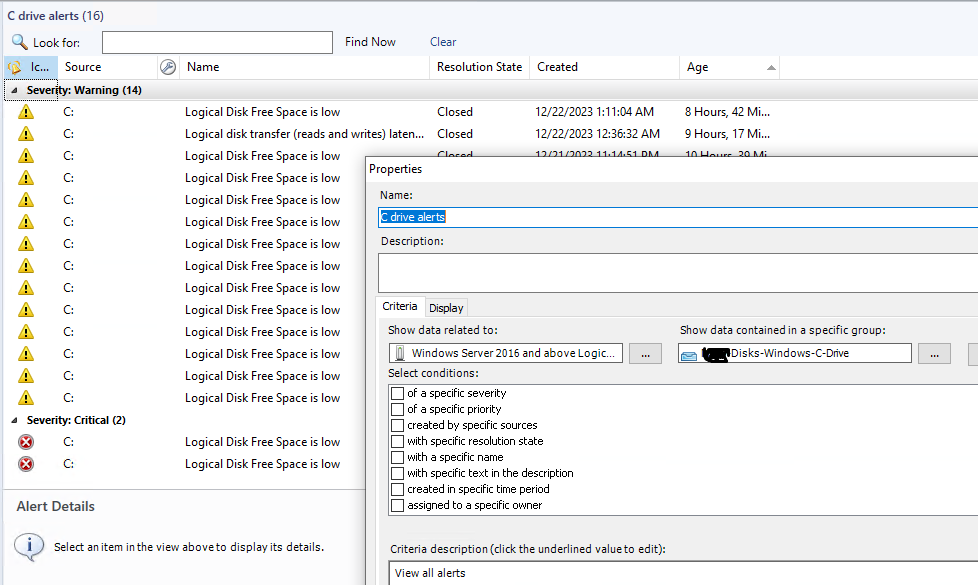 C drive alerts (16)
Look for: Find Now Clear
Ic... Source Name Resolution State Created Age
Severity: Warning (14)
C: Logical Disk Free Space is low Closed 12/22/2023 1:11:04 AM 8 Hours, 42 Mi...
C: Logical disk transfer (reads and writes) laten... Closed 12/22/2023 12:36:32 AM 9 Hours, 17 Mi...
C: Logical Disk Free Space is low Closed 12/21/2023 11:14:51 PM 10 Hours, 39 Mi...
C: Logical Disk Free Space is low
C: Logical Disk Free Space is low
C: Logical Disk Free Space is low
C: Logical Disk Free Space is low
C: Logical Disk Free Space is low
C: Logical Disk Free Space is low
C: Logical Disk Free Space is low
C: Logical Disk Free Space is low
C: Logical Disk Free Space is low
C: Logical Disk Free Space is low
C: Logical Disk Free Space is low
Severity: Critical (2)
C: Logical Disk Free Space is low
C: Logical Disk Free Space is low
Alert Details
Select an item in the view above to display its details.
Properties
Name:
C drive alerts
Description:
Criteria Display
Show data related to: Show data contained in a specific group:
Windows Server 2016 and above Logic... ... Disks-Windows-C-Drive ...
Select conditions:
of a specific severity
of a specific priority
created by specific sources
with specific resolution state
with a specific name
with specific text in the description
created in specific time period
assigned to a specific owner
Criteria description (click the underlined value to edit):
View all alerts